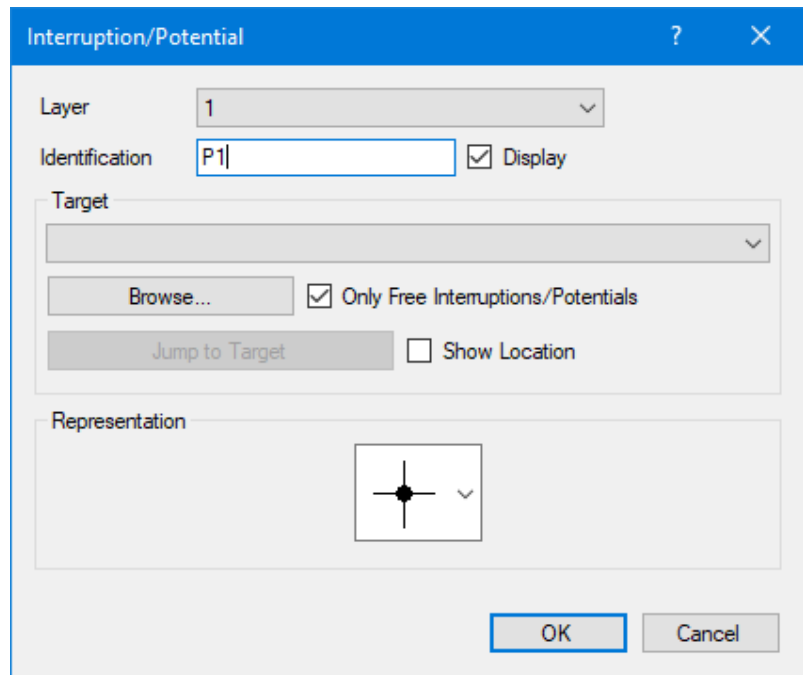 Interruption/Potential ?
Layer 1
Identification P1 Display
Target
Browse... Only Free Interruptions/Potentials
Jump to Target Show Location
Representation
OK Cancel